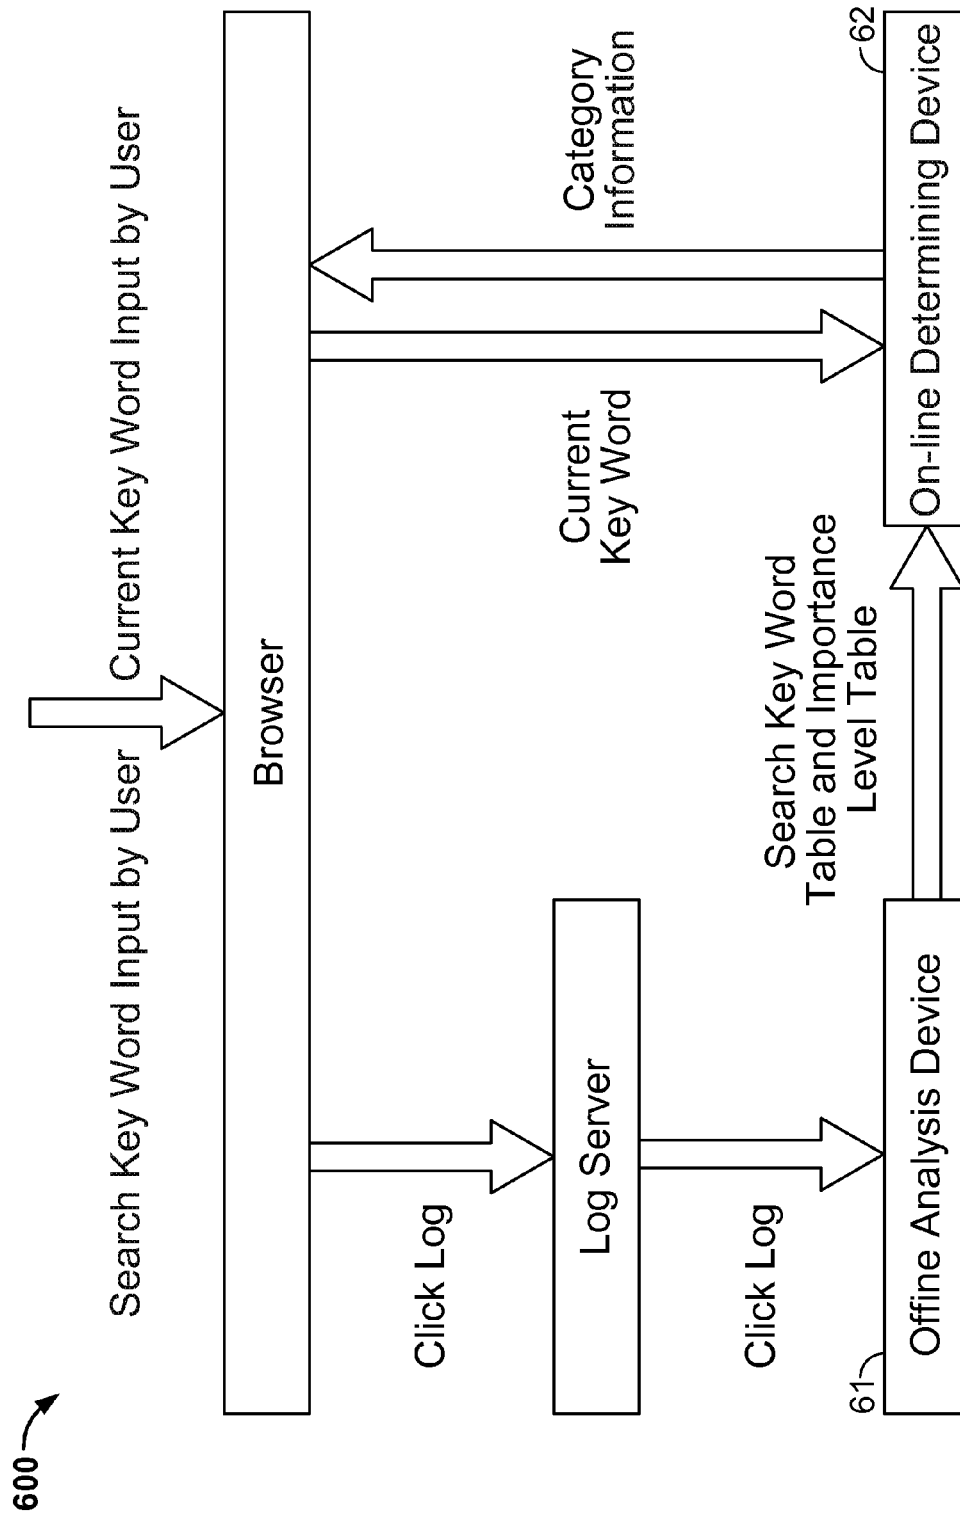 600
Search Key Word Input by User
Current Key Word Input by User
Browser
Click Log
Log Server
Click Log
Current
Key Word
Category
Information
Search Key Word
Table and Importance
Level Table
61
Offine Analysis Device
62
On-line Determining Device